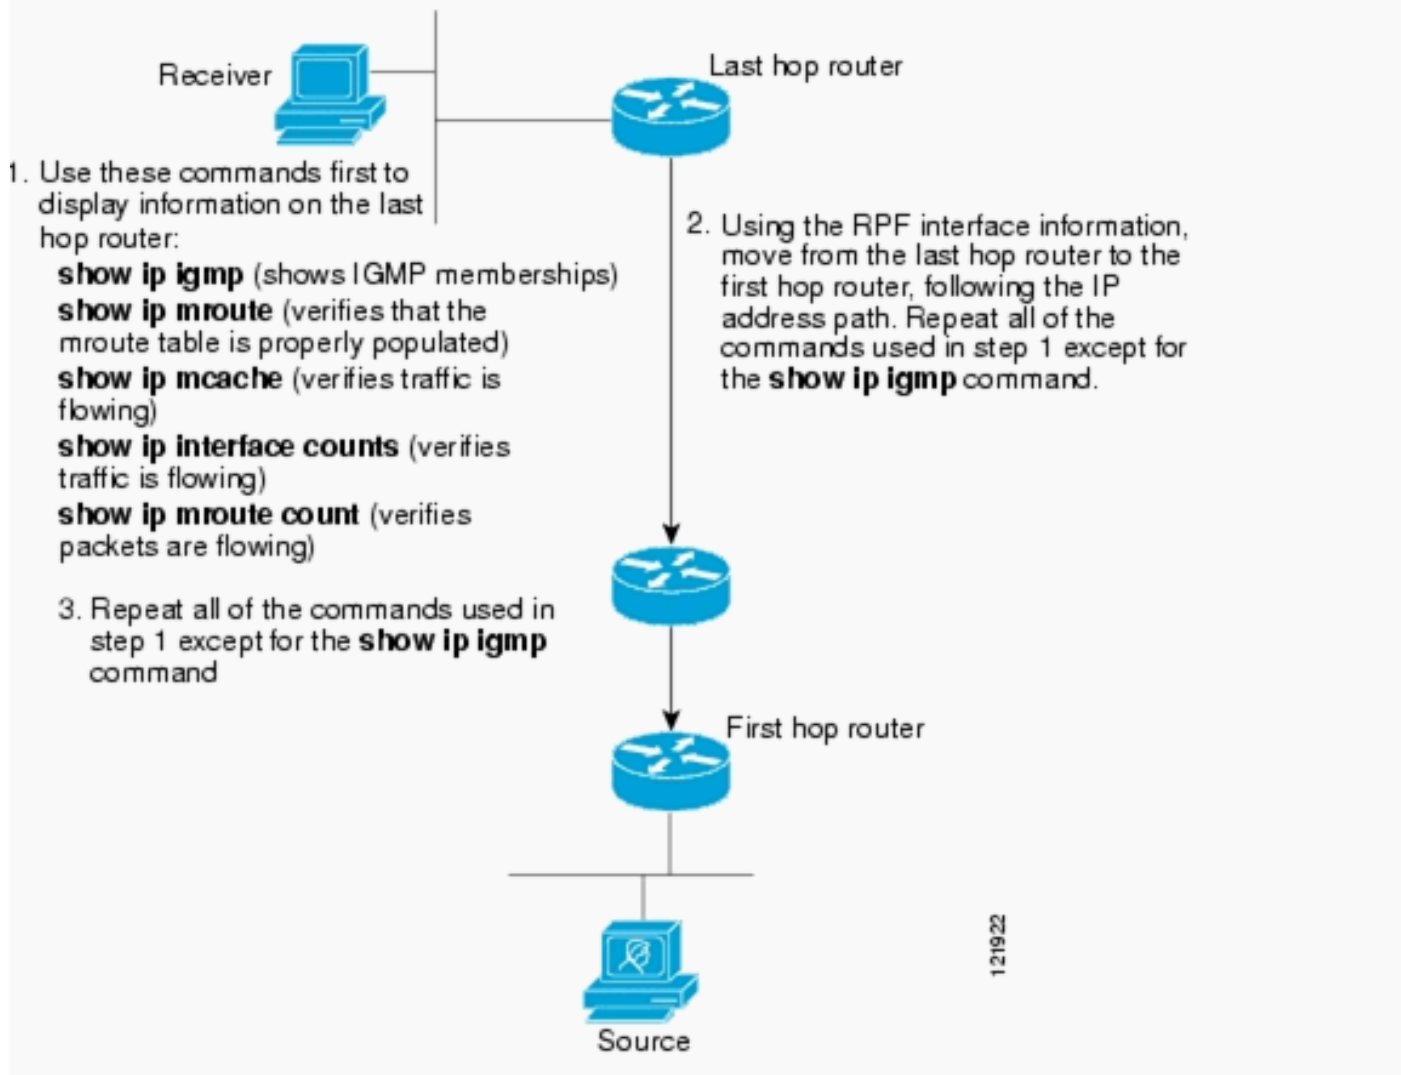 Receiver
Last hop router
1. Use these commands first to
display information on the last
hop router:
show ip igmp (shows IGMP memberships)
show ip mroute (verifies that the
mroute table is properly populated)
show ip mcache (verifies traffic is
flowing)
show ip interface counts (verifies
traffic is flowing)
show ip mroute count (verifies
packets are flowing)
2. Using the RPF interface information,
move from the last hop router to the
first hop router, following the IP
address path. Repeat all of the
commands used in step 1 except for
the show ip igmp command.
3. Repeat all of the commands used in
step 1 except for the show ip igmp
command
First hop router
Source
121922